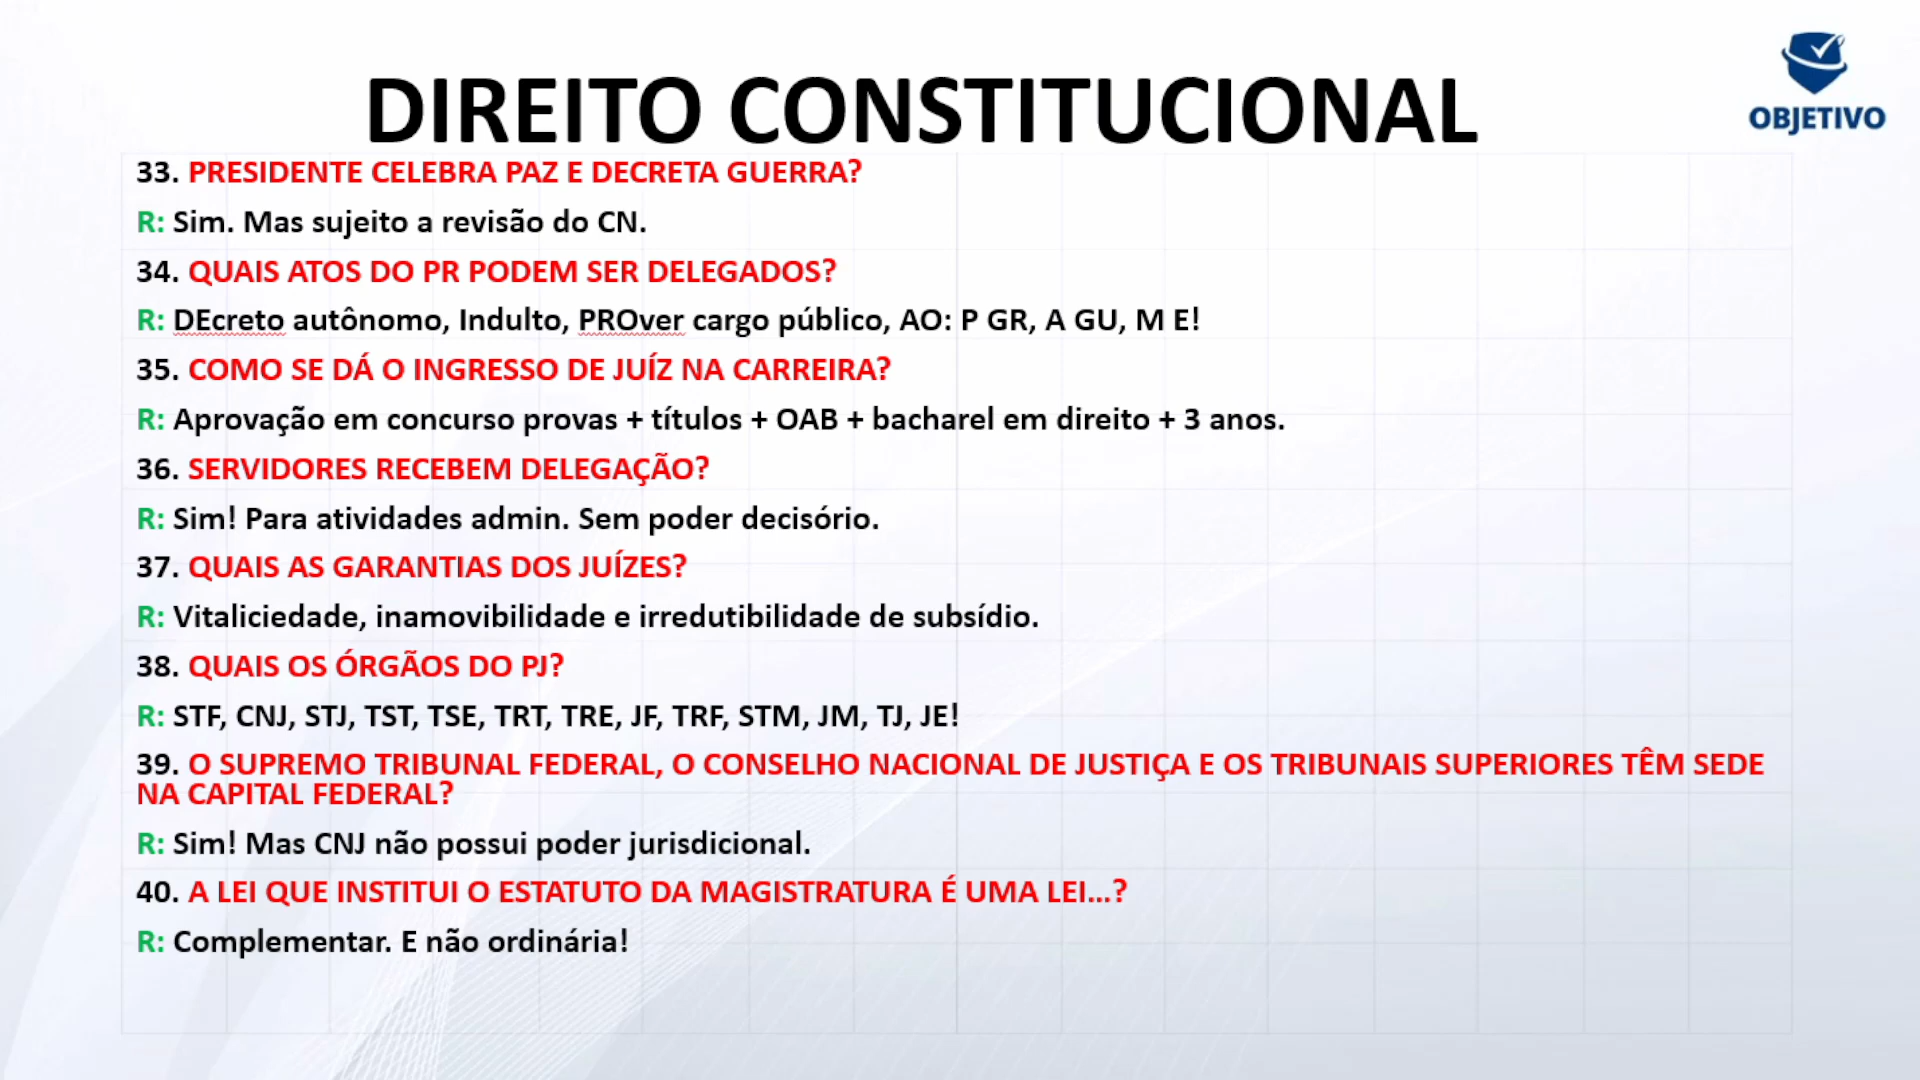 DIREITO CONSTITUCIONAL
OBJETIVO
33. PRESIDENTE CELEBRA PAZ E DECRETA GUERRA?
R: Sim. Mas sujeito a revisão do CN.
34. QUAIS ATOS DO PR PODEM SER DELEGADOS?
R: DEcreto autônomo, Indulto, PROver cargo público, AO: P GR, A GU, M E!
35. COMO SE DÁ O INGRESSO DE JUÍZ NA CARREIRA?
R: Aprovação em concurso provas + títulos + OAB + bacharel em direito + 3 anos.
36. SERVIDORES RECEBEM DELEGAÇÃO?
R: Sim! Para atividades admin. Sem poder decisório.
37. QUAIS AS GARANTIAS DOS JUÍZES?
R: Vitaliciedade, inamovibilidade e irredutibilidade de subsídio.
38. QUAIS OS ÓRGÃOS DO PJ?
R: STF, CNJ, STJ, TST, TSE, TRT, TRE, JF, TRF, STM, JM, TJ, JE!
39. O SUPREMO TRIBUNAL FEDERAL, O CONSELHO NACIONAL DE JUSTIÇA E OS TRIBUNAIS SUPERIORES TÊM SEDE
NA CAPITAL FEDERAL?
R: Sim! Mas CNJ não possui poder jurisdicional.
40. A LEI QUE INSTITUI O ESTATUTO DA MAGISTRATURA É UMA LEI...?
R: Complementar. E não ordinária!